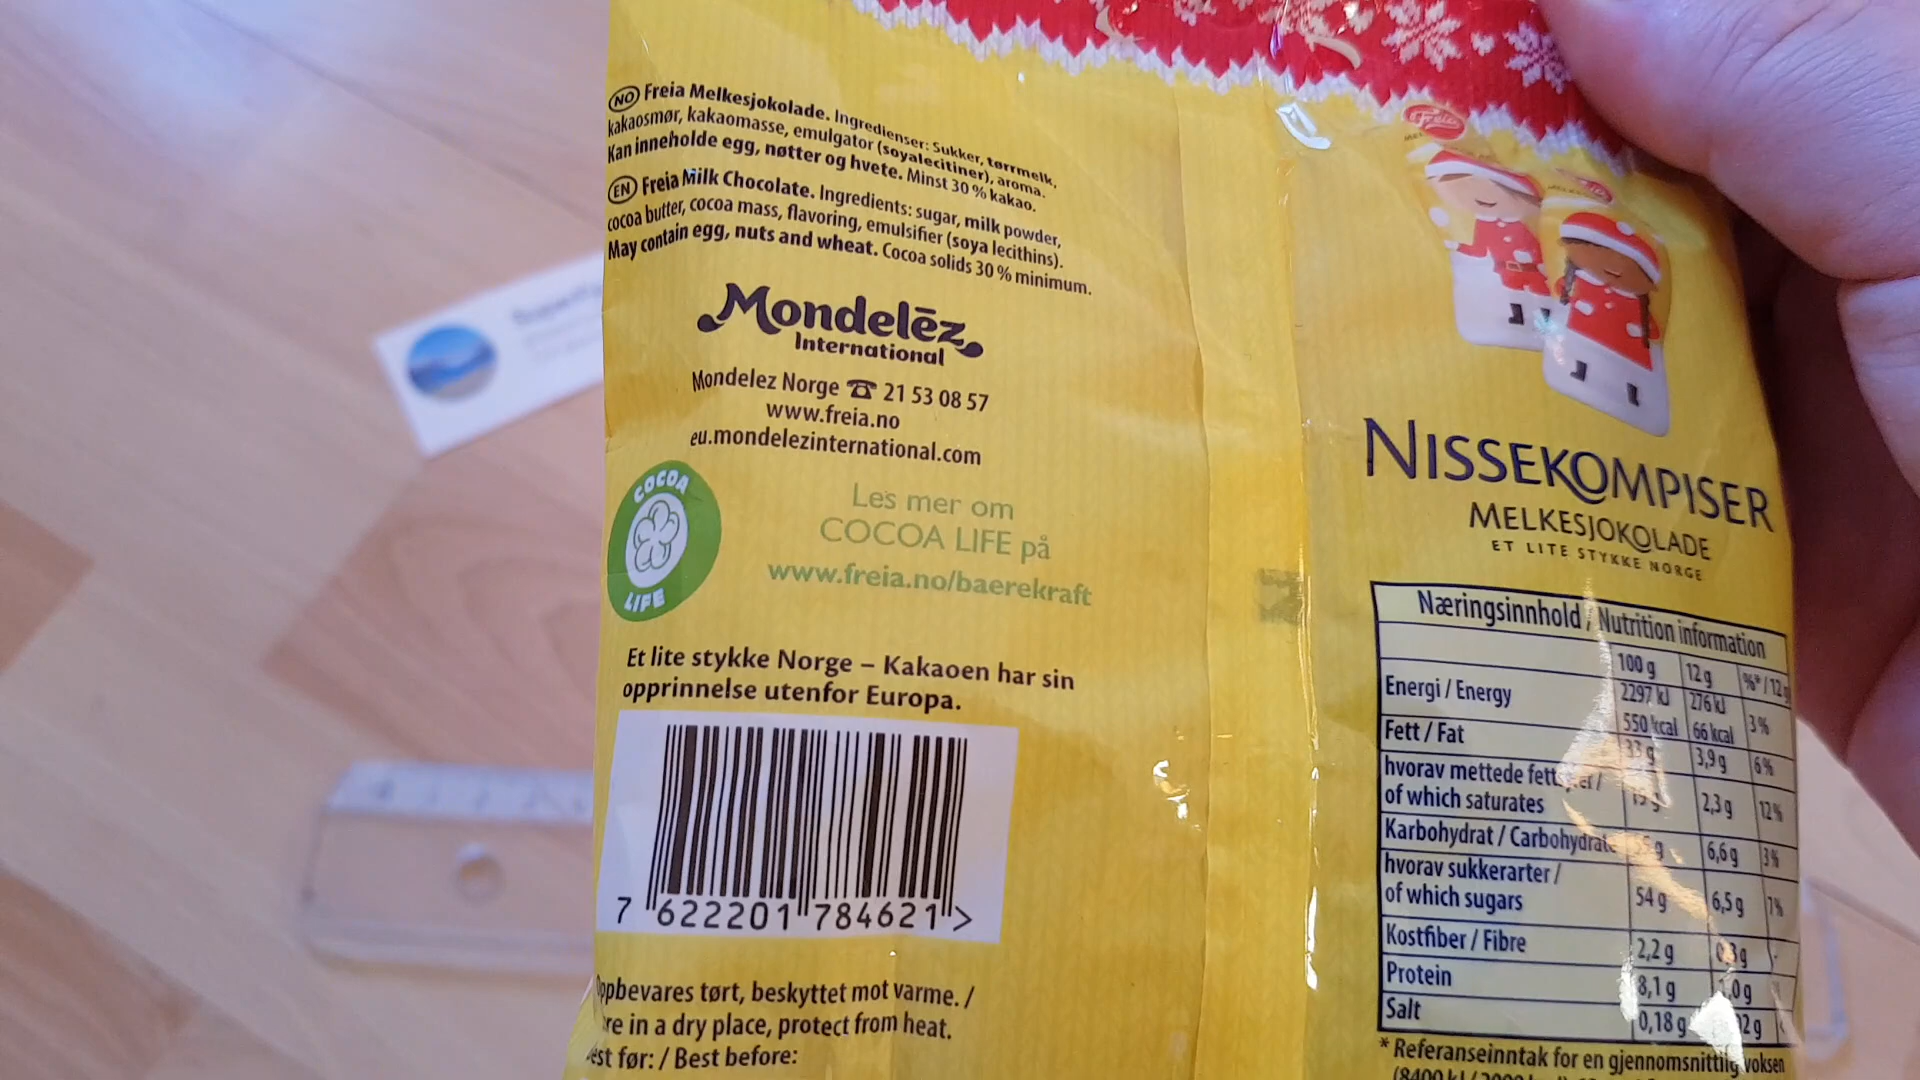 NO Freia Melkesjokolade. Ingredienser: Sukker, tørrmelk,
kakaosmør, kakaomasse, emulgator (soyalecitiner), aroma.
Kan inneholde egg, nøtter og hvete. Minst 30 % kakao.
EN Freia Milk Chocolate. Ingredients: sugar, milk powder,
cocoa butter, cocoa mass, flavoring, emulsifier (soya lecithins).
May contain egg, nuts and wheat. Cocoa solids 30 % minimum.
Mondelēz
International
Mondelez Norge ☎ 21 53 08 57
www.freia.no
eu.mondelezinternational.com
COCOA
LIFE
Les mer om
COCOA LIFE på
www.freia.no/baerekraft
Et lite stykke Norge – Kakaoen har sin
opprinnelse utenfor Europa.
7 622201 784621 >
Oppbevares tørt, beskyttet mot varme. /
in a dry place, protect from heat.
før: / Best before:
Freia
NISSEKOMPISER
MELKESJOKOLADE
ET LITE STYKKE NORGE
Næringsinnhold / Nutrition information
100 g 12 g %* / 12 g
Energi / Energy 2297 kJ 276 kJ
550 kcal 66 kcal 3%
Fett / Fat 33 g 3,9 g 6%
hvorav mettede
of which saturates 2,3 g 12%
Karbohydrat / Carbohydrate 6,6 g 3%
hvorav sukkerarter /
of which sugars 54 g 6,5 g 7%
Kostfiber / Fibre 2,2 g
Protein 8,1 g
Salt 0,18 g
* Referanseinntak for en gjennomsnittlig voksen